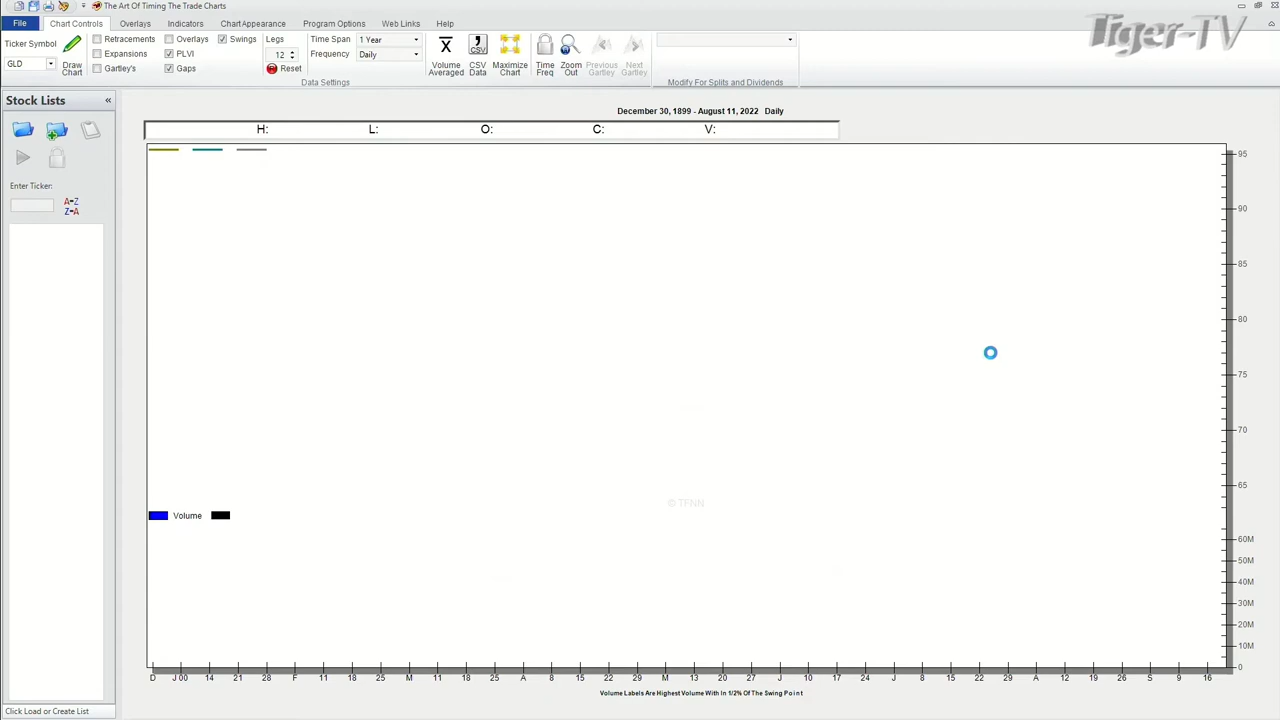 The Art Of Timing The Trade Charts
Tiger-TV
File Chart Controls Overlays Indicators Chart Appearance Program Options Web Links Help
Ticker Symbol
GLD
Draw Chart
Retracements Overlays Swings
Expansions PLVI
Gartley's Gaps
Legs
12
Reset
Time Span 1 Year
Frequency Daily
Data Settings
Volume Averaged
CSV Data
Maximize Chart
Time Freq
Zoom Out
Previous Gartley
Next Gartley
Modify For Splits and Dividends
Stock Lists «
Enter Ticker:
A-Z
Z-A
Click Load or Create List
December 30, 1899 - August 11, 2022 Daily
H: L: O: C: V:
95
90
85
80
75
70
65
© TFNN
Volume
60M
50M
40M
30M
20M
10M
0
D J 00 14 21 28 F 11 18 25 M 11 18 25 A 8 15 22 29 M 13 20 27 J 10 17 24 J 8 15 22 29 A 12 19 26 S 9 16
Volume Labels Are Highest Volume With In 1/2% Of The Swing Point